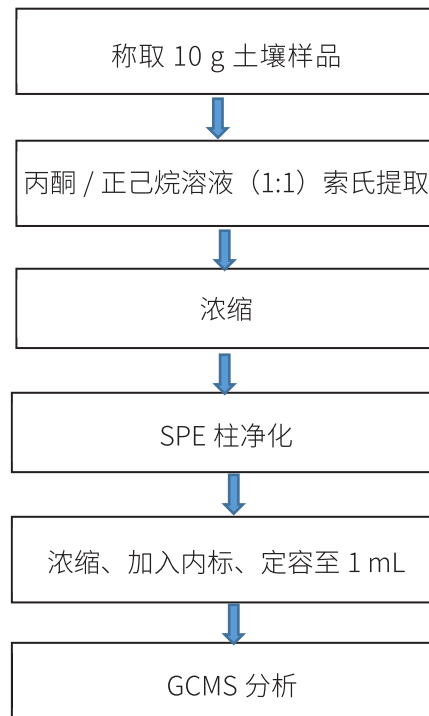 称取 10 g 土壤样品
丙酮 / 正己烷溶液（1:1）索氏提取
浓缩
SPE 柱净化
浓缩、加入内标、定容至 1 mL
GCMS 分析